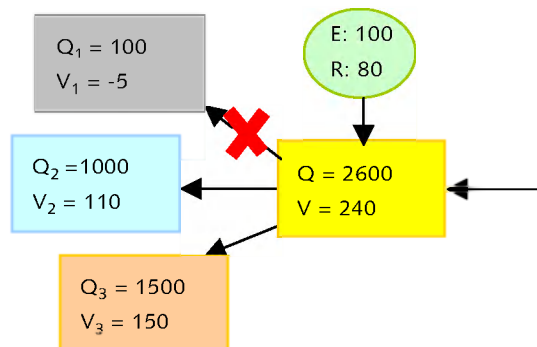 Q₁ = 100
V₁ = -5
E: 100
R: 80
Q₂ =1000
V₂ = 110
Q = 2600
V = 240
Q₃ = 1500
V₃ = 150